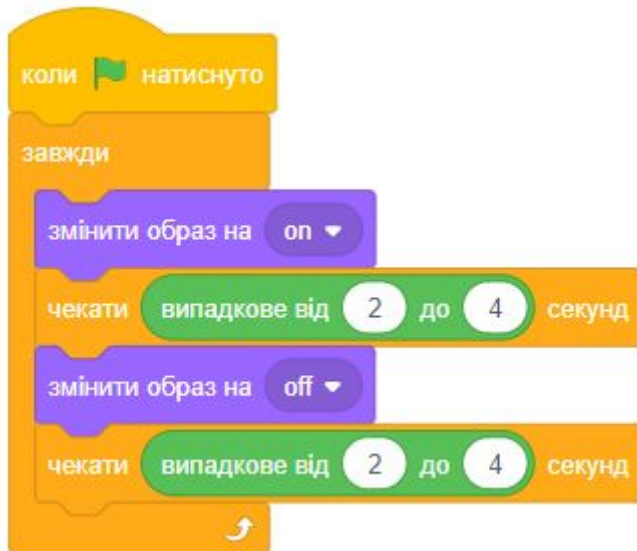 коли натиснуто
завжди
змінити образ на on
чекати випадкове від 2 до 4 секунд
змінити образ на off
чекати випадкове від 2 до 4 секунд